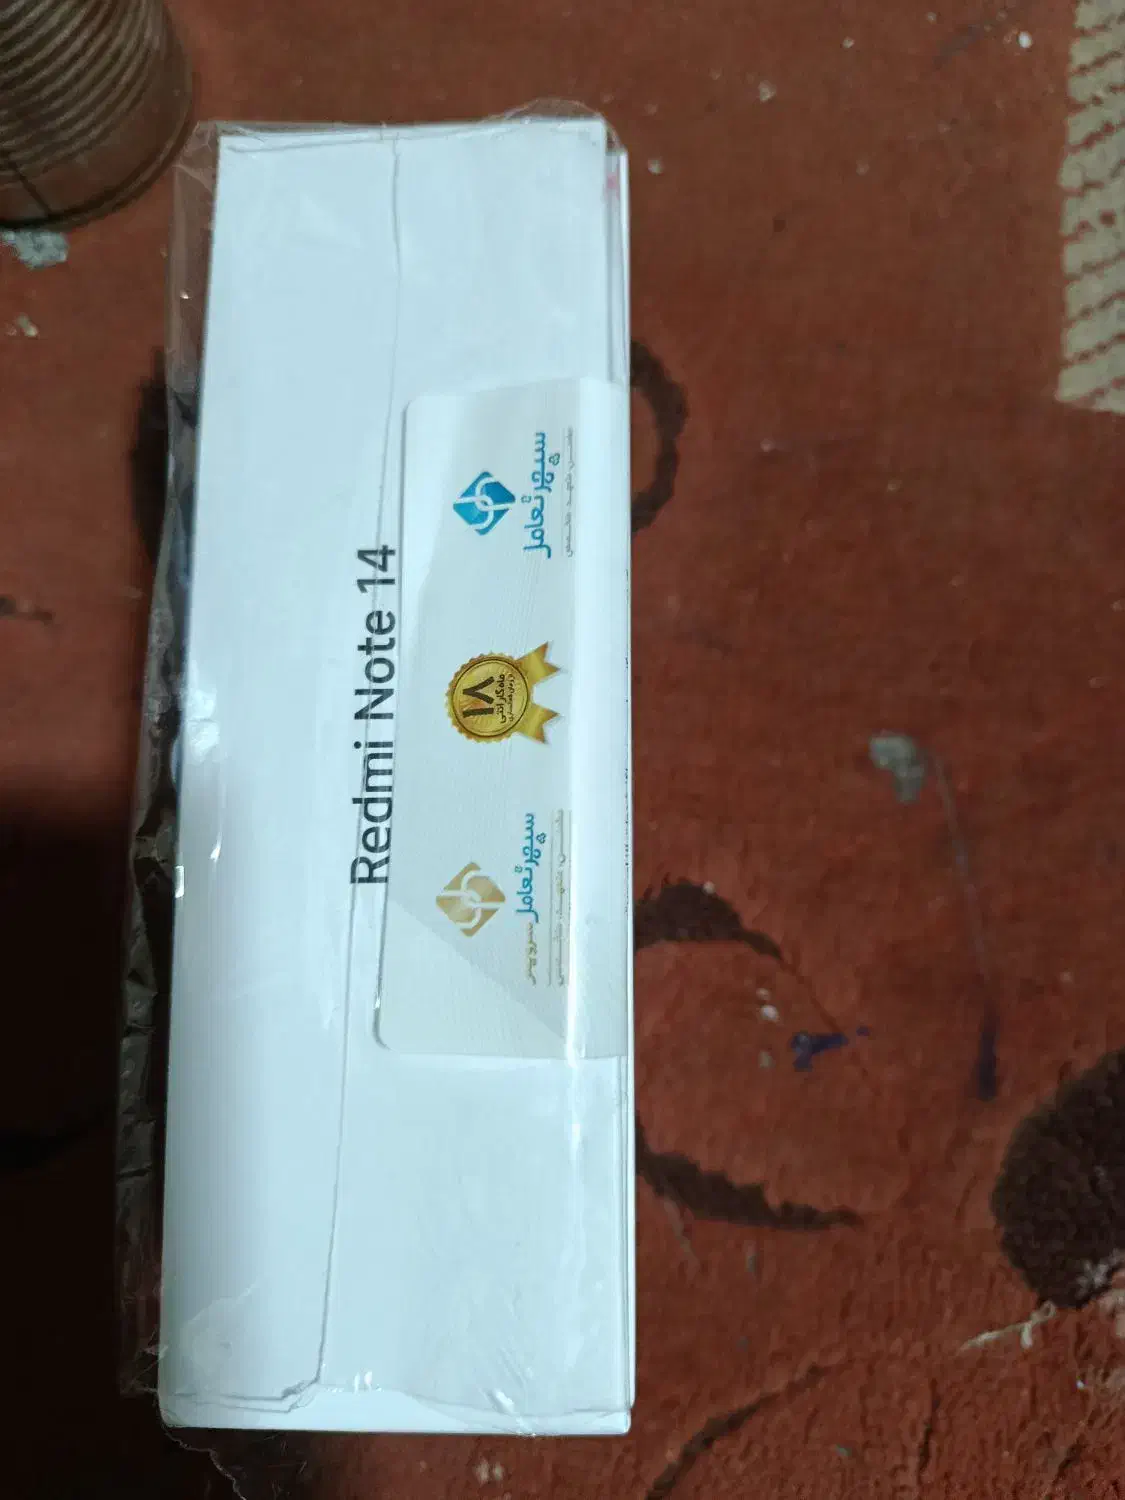 Redmi Note 14
سپهر تعامل
۱۸
ماه گارانتی
سپهر تعامل
سرویس